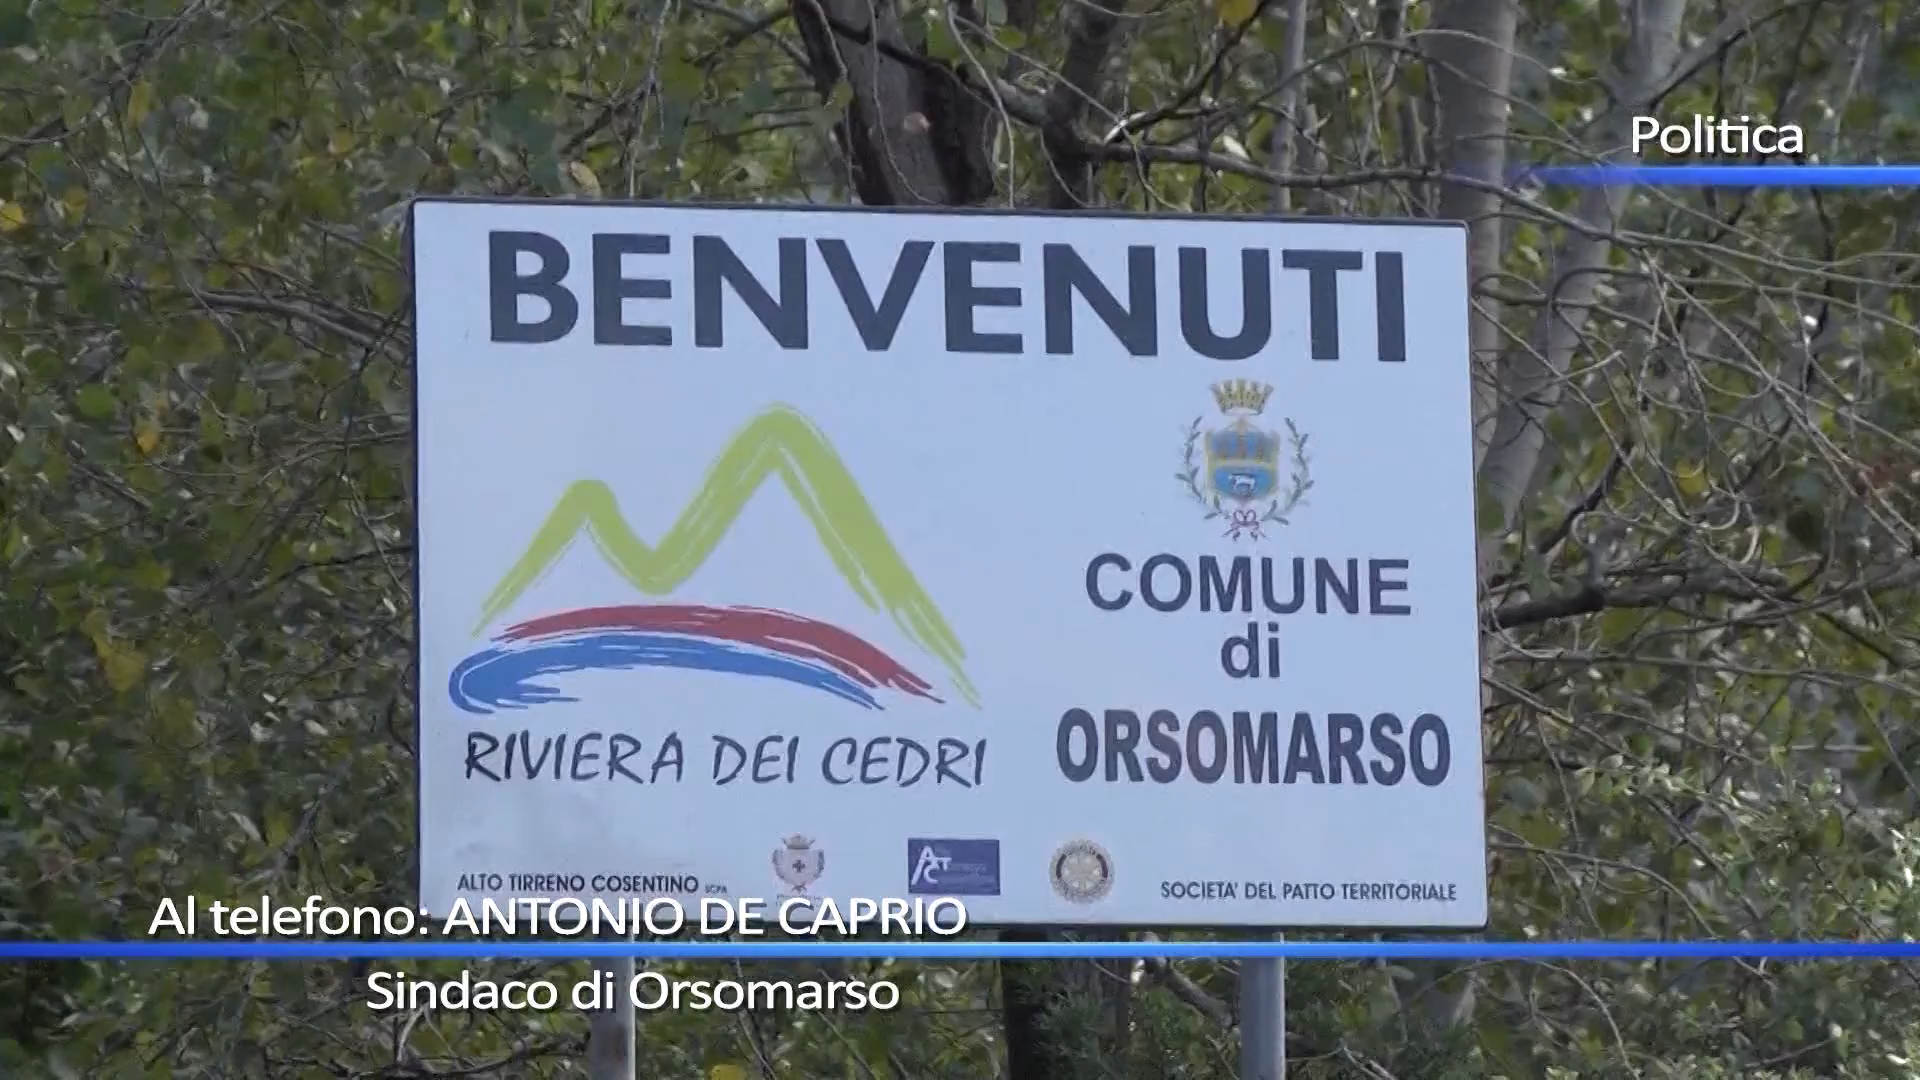 Politica
BENVENUTI
RIVIERA DEI CEDRI
COMUNE
di
ORSOMARSO
ALTO TIRRENO COSENTINO SCPA
SOCIETA' DEL PATTO TERRITORIALE
Al telefono: ANTONIO DE CAPRIO
Sindaco di Orsomarso